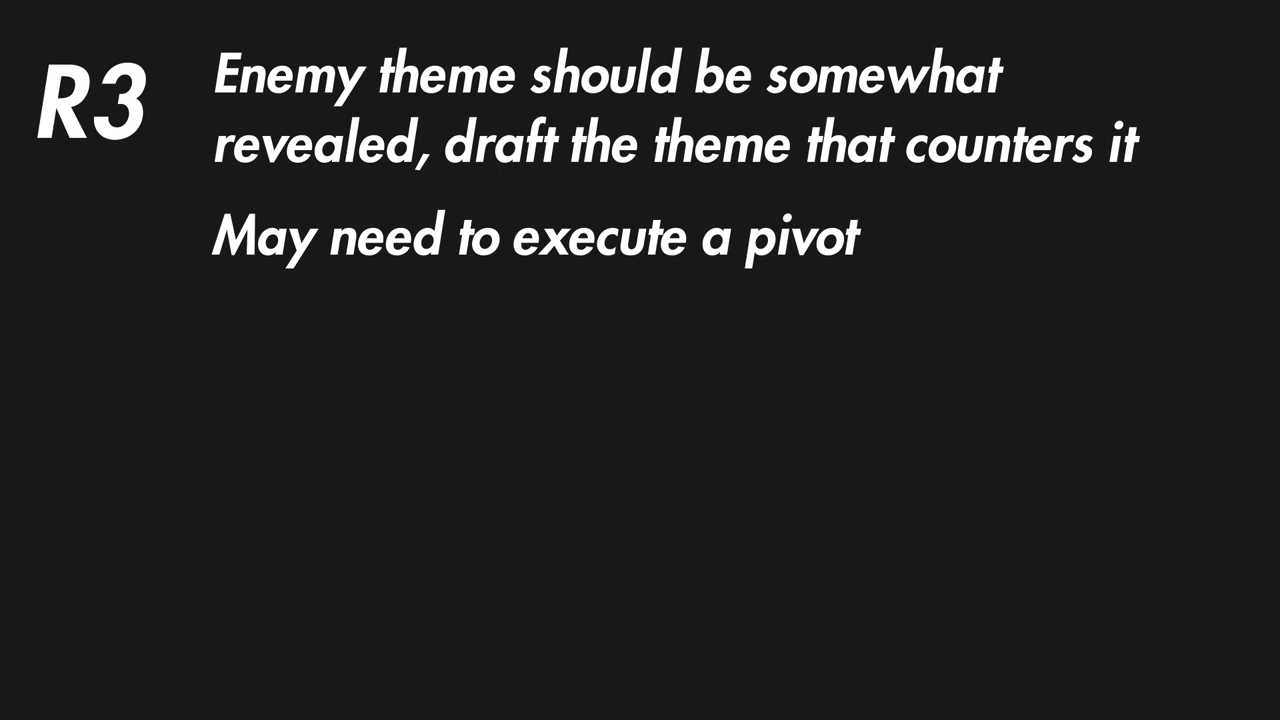 R3
Enemy theme should be somewhat
revealed, draft the theme that counters it
May need to execute a pivot